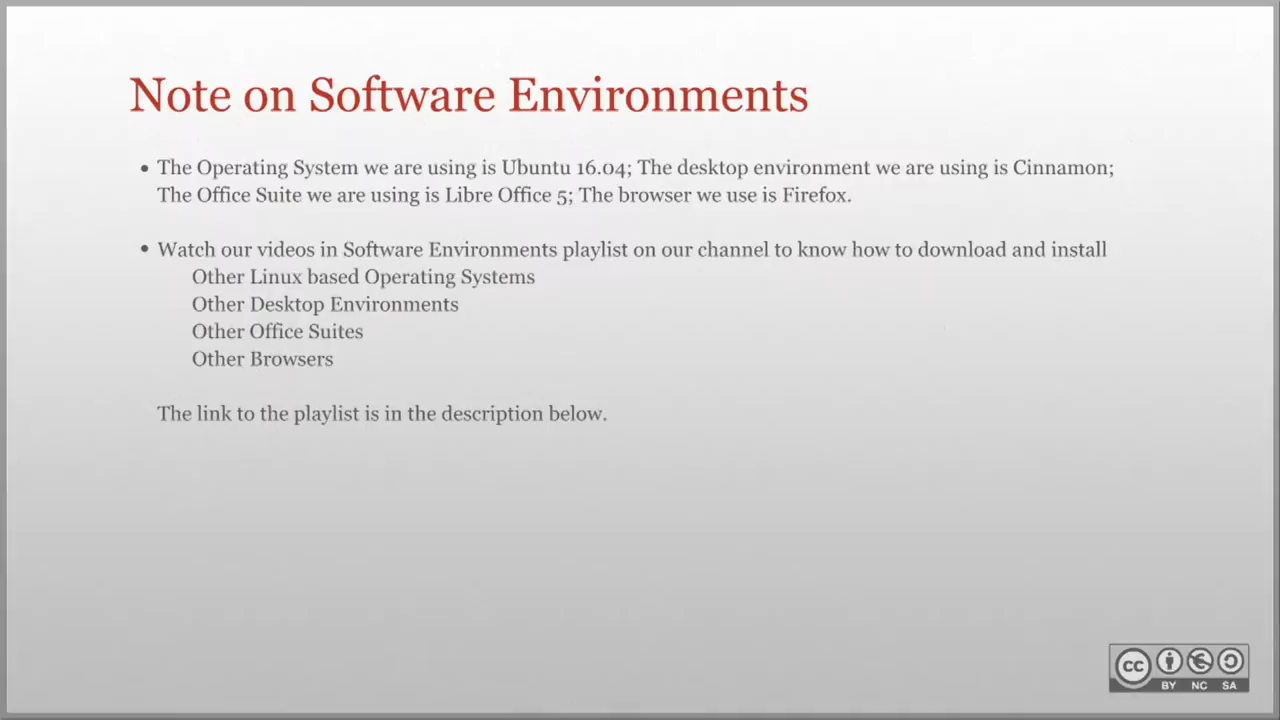 Note on Software Environments
• The Operating System we are using is Ubuntu 16.04; The desktop environment we are using is Cinnamon;
The Office Suite we are using is Libre Office 5; The browser we use is Firefox.
• Watch our videos in Software Environments playlist on our channel to know how to download and install
Other Linux based Operating Systems
Other Desktop Environments
Other Office Suites
Other Browsers
The link to the playlist is in the description below.
cc
BY NC SA